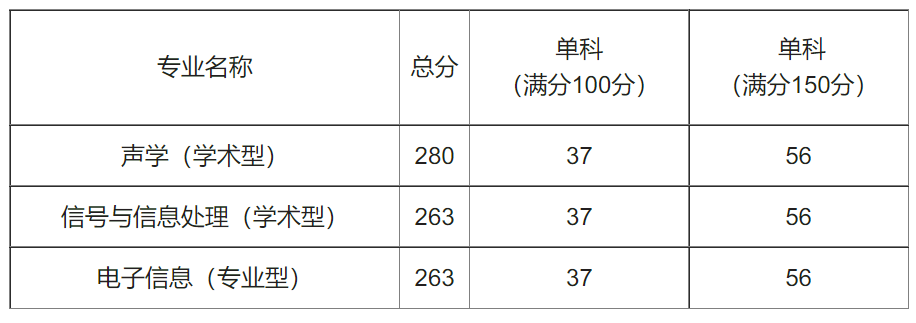 专业名称 总分 单科 单科
（满分100分） （满分150分）
声学（学术型） 280 37 56
信号与信息处理（学术型） 263 37 56
电子信息（专业型） 263 37 56